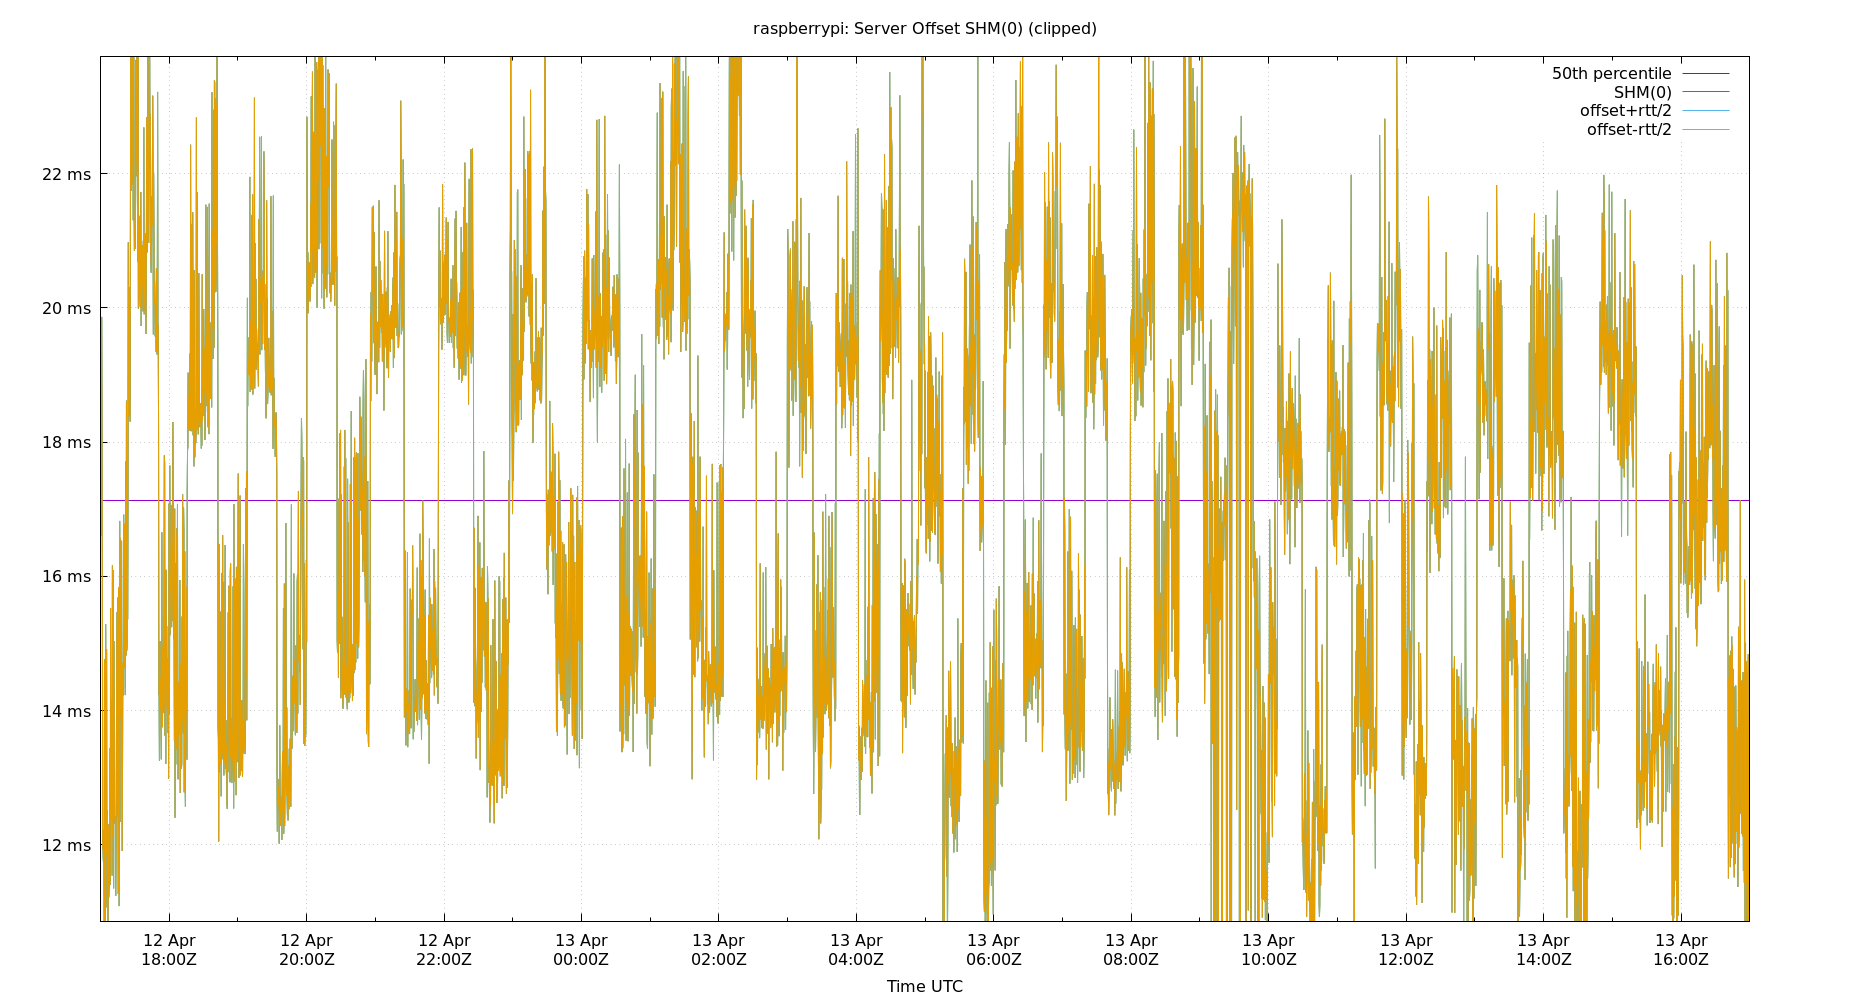 raspberrypi: Server Offset SHM(0) (clipped)
50th percentile
SHM(0)
offset+rtt/2
offset-rtt/2
22 ms
20 ms
18 ms
16 ms
14 ms
12 ms
12 Apr 12 Apr 12 Apr 13 Apr 13 Apr 13 Apr 13 Apr 13 Apr 13 Apr 13 Apr 13 Apr 13 Apr
18:00Z 20:00Z 22:00Z 00:00Z 02:00Z 04:00Z 06:00Z 08:00Z 10:00Z 12:00Z 14:00Z 16:00Z
Time UTC